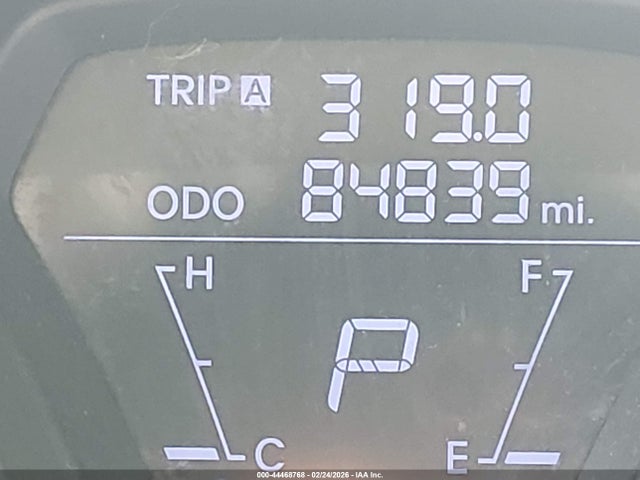 TRIP A 319.0
ODO 84839 mi.
H F
P
C E
000-44468768 - 02/24/2026 - IAA Inc.